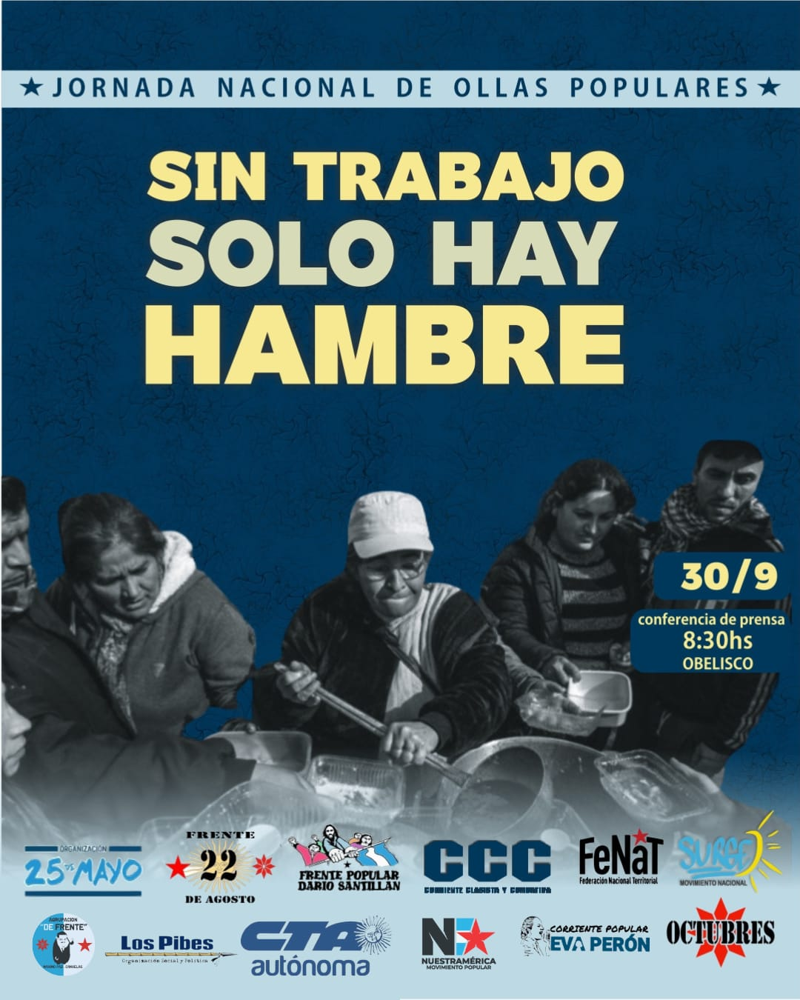 JORNADA NACIONAL DE OLLAS POPULARES
SIN TRABAJO
SOLO HAY
HAMBRE
30/9
conferencia de prensa
8:30hs
OBELISCO
ORGANIZACIÓN
25 DE MAYO
FRENTE
22
DE AGOSTO
FRENTE POPULAR
DARIO SANTILLAN
CCC
CORRIENTE CLASISTA Y COMBATIVA
FeNaT
Federación Nacional Territorial
SURGE
MOVIMIENTO NACIONAL
AGRUPACION
"DE FRENTE"
Los Pibes
Organización Social y Política
CTA
autónoma
NUESTRAMÉRICA
MOVIMIENTO POPULAR
CORRIENTE POPULAR
EVA PERÓN
OCTUBRES